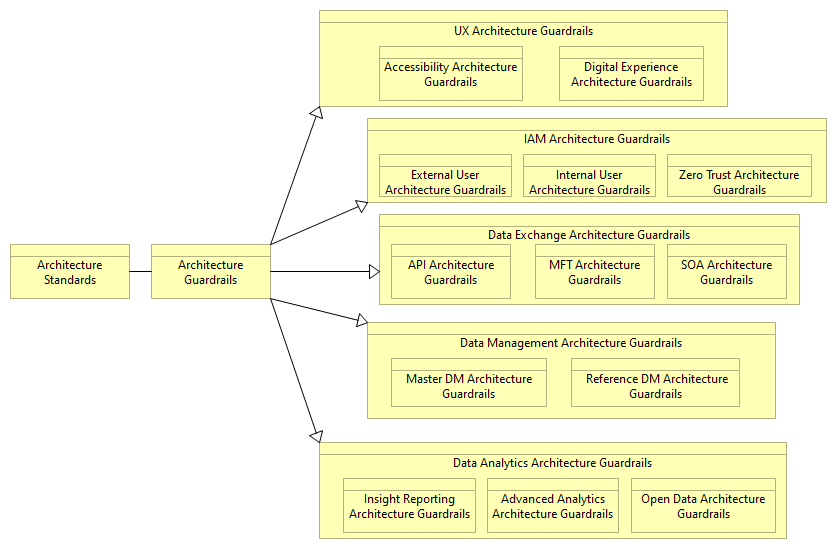 UX Architecture Guardrails
Accessibility Architecture
Guardrails
Digital Experience
Architecture Guardrails
IAM Architecture Guardrails
External User
Architecture Guardrails
Internal User
Architecture Guardrails
Zero Trust Architecture
Guardrails
Architecture
Standards
Architecture
Guardrails
Data Exchange Architecture Guardrails
API Architecture
Guardrails
MFT Architecture
Guardrails
SOA Architecture
Guardrails
Data Management Architecture Guardrails
Master DM Architecture
Guardrails
Reference DM Architecture
Guardrails
Data Analytics Architecture Guardrails
Insight Reporting
Architecture Guardrails
Advanced Analytics
Architecture Guardrails
Open Data Architecture
Guardrails